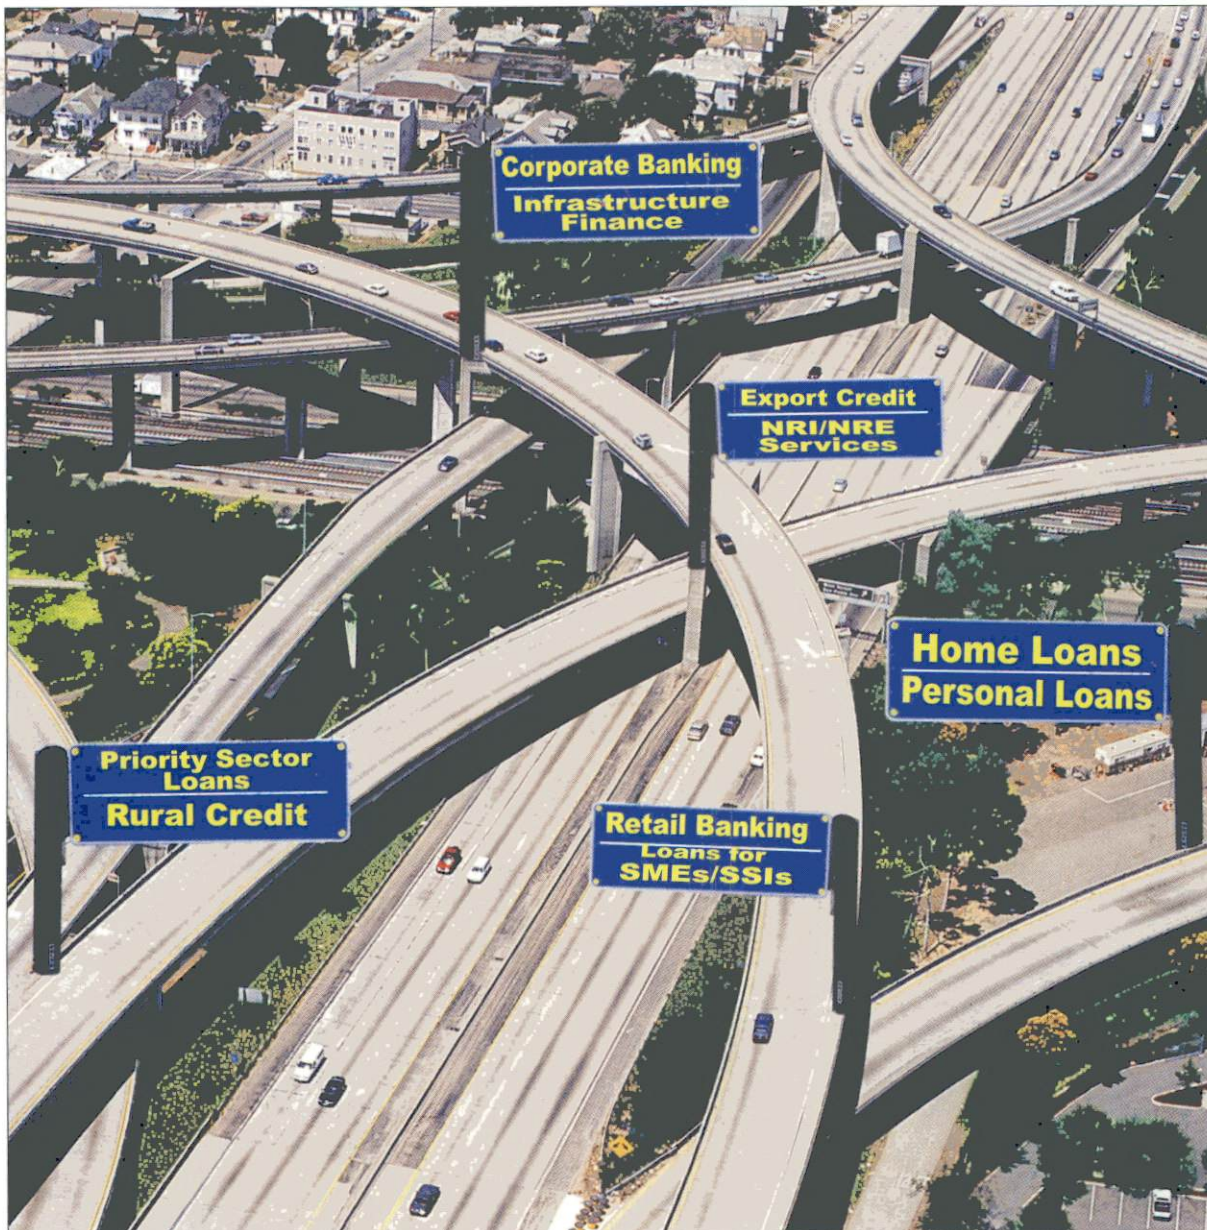 Corporate Banking
Infrastructure
Finance
Export Credit
NRI/NRE
Services
Home Loans
Personal Loans
Priority Sector
Loans
Rural Credit
Retail Banking
Loans for
SMEs/SSIs